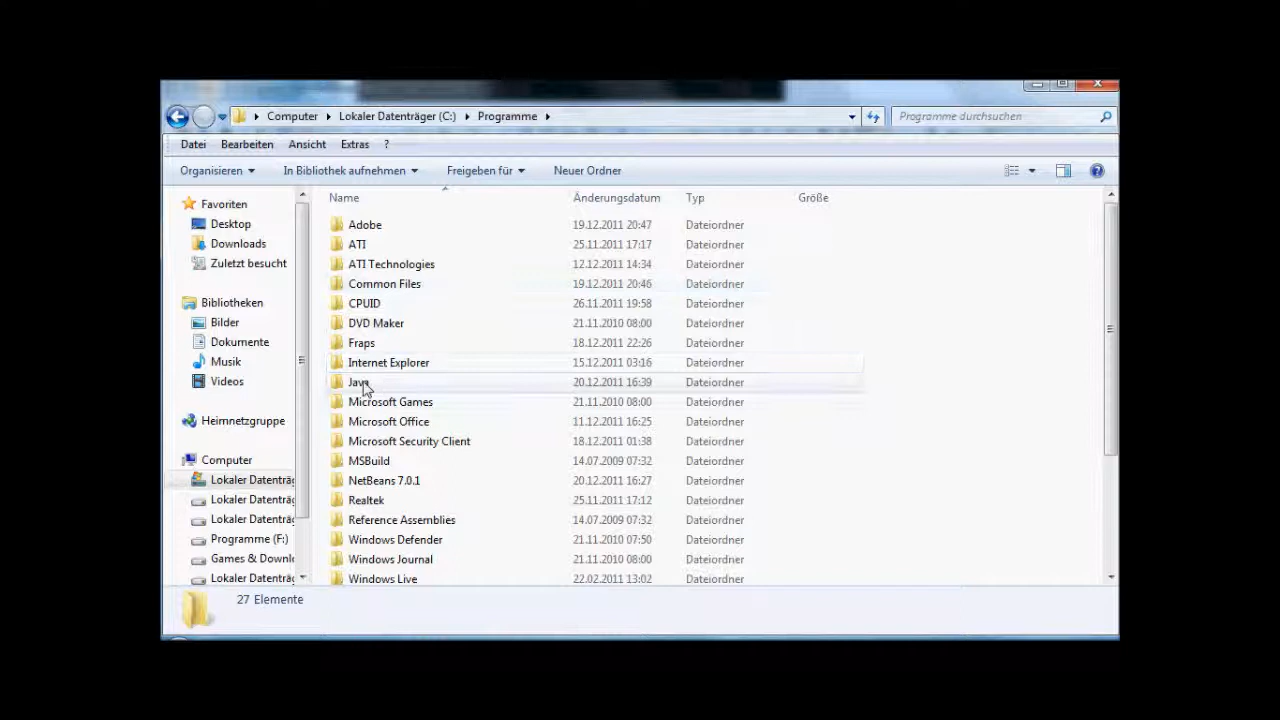 Computer Lokaler Datenträger (C:) Programme
Programme durchsuchen
Datei Bearbeiten Ansicht Extras ?
Organisieren In Bibliothek aufnehmen Freigeben für Neuer Ordner
Favoriten
Desktop
Downloads
Zuletzt besucht
Bibliotheken
Bilder
Dokumente
Musik
Videos
Heimnetzgruppe
Computer
Lokaler Datenträg
Lokaler Datenträg
Lokaler Datenträg
Programme (F:)
Games & Downl
Lokaler Datenträg
Name Änderungsdatum Typ Größe
Adobe 19.12.2011 20:47 Dateiordner
ATI 25.11.2011 17:17 Dateiordner
ATI Technologies 12.12.2011 14:34 Dateiordner
Common Files 19.12.2011 20:46 Dateiordner
CPUID 26.11.2011 19:58 Dateiordner
DVD Maker 21.11.2010 08:00 Dateiordner
Fraps 18.12.2011 22:26 Dateiordner
Internet Explorer 15.12.2011 03:16 Dateiordner
Java 20.12.2011 16:39 Dateiordner
Microsoft Games 21.11.2010 08:00 Dateiordner
Microsoft Office 11.12.2011 16:25 Dateiordner
Microsoft Security Client 18.12.2011 01:38 Dateiordner
MSBuild 14.07.2009 07:32 Dateiordner
NetBeans 7.0.1 20.12.2011 16:27 Dateiordner
Realtek 25.11.2011 17:12 Dateiordner
Reference Assemblies 14.07.2009 07:32 Dateiordner
Windows Defender 21.11.2010 07:50 Dateiordner
Windows Journal 21.11.2010 08:00 Dateiordner
Windows Live 22.02.2011 13:02 Dateiordner
27 Elemente